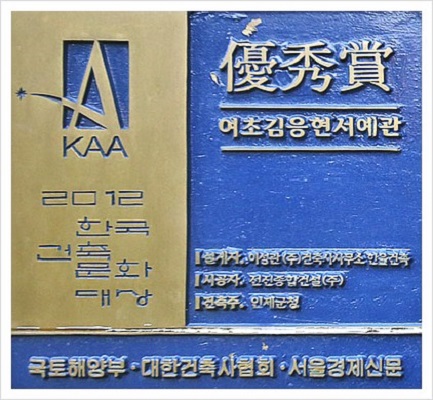 KAA
2012
한국
건축
문화
대상
優秀賞
여초김응현서예관
설계자. 이성관 (주)건축사사무소 한울건축
시공자. 전진종합건설(주)
건축주. 인제군청
국토해양부·대한건축사협회·서울경제신문